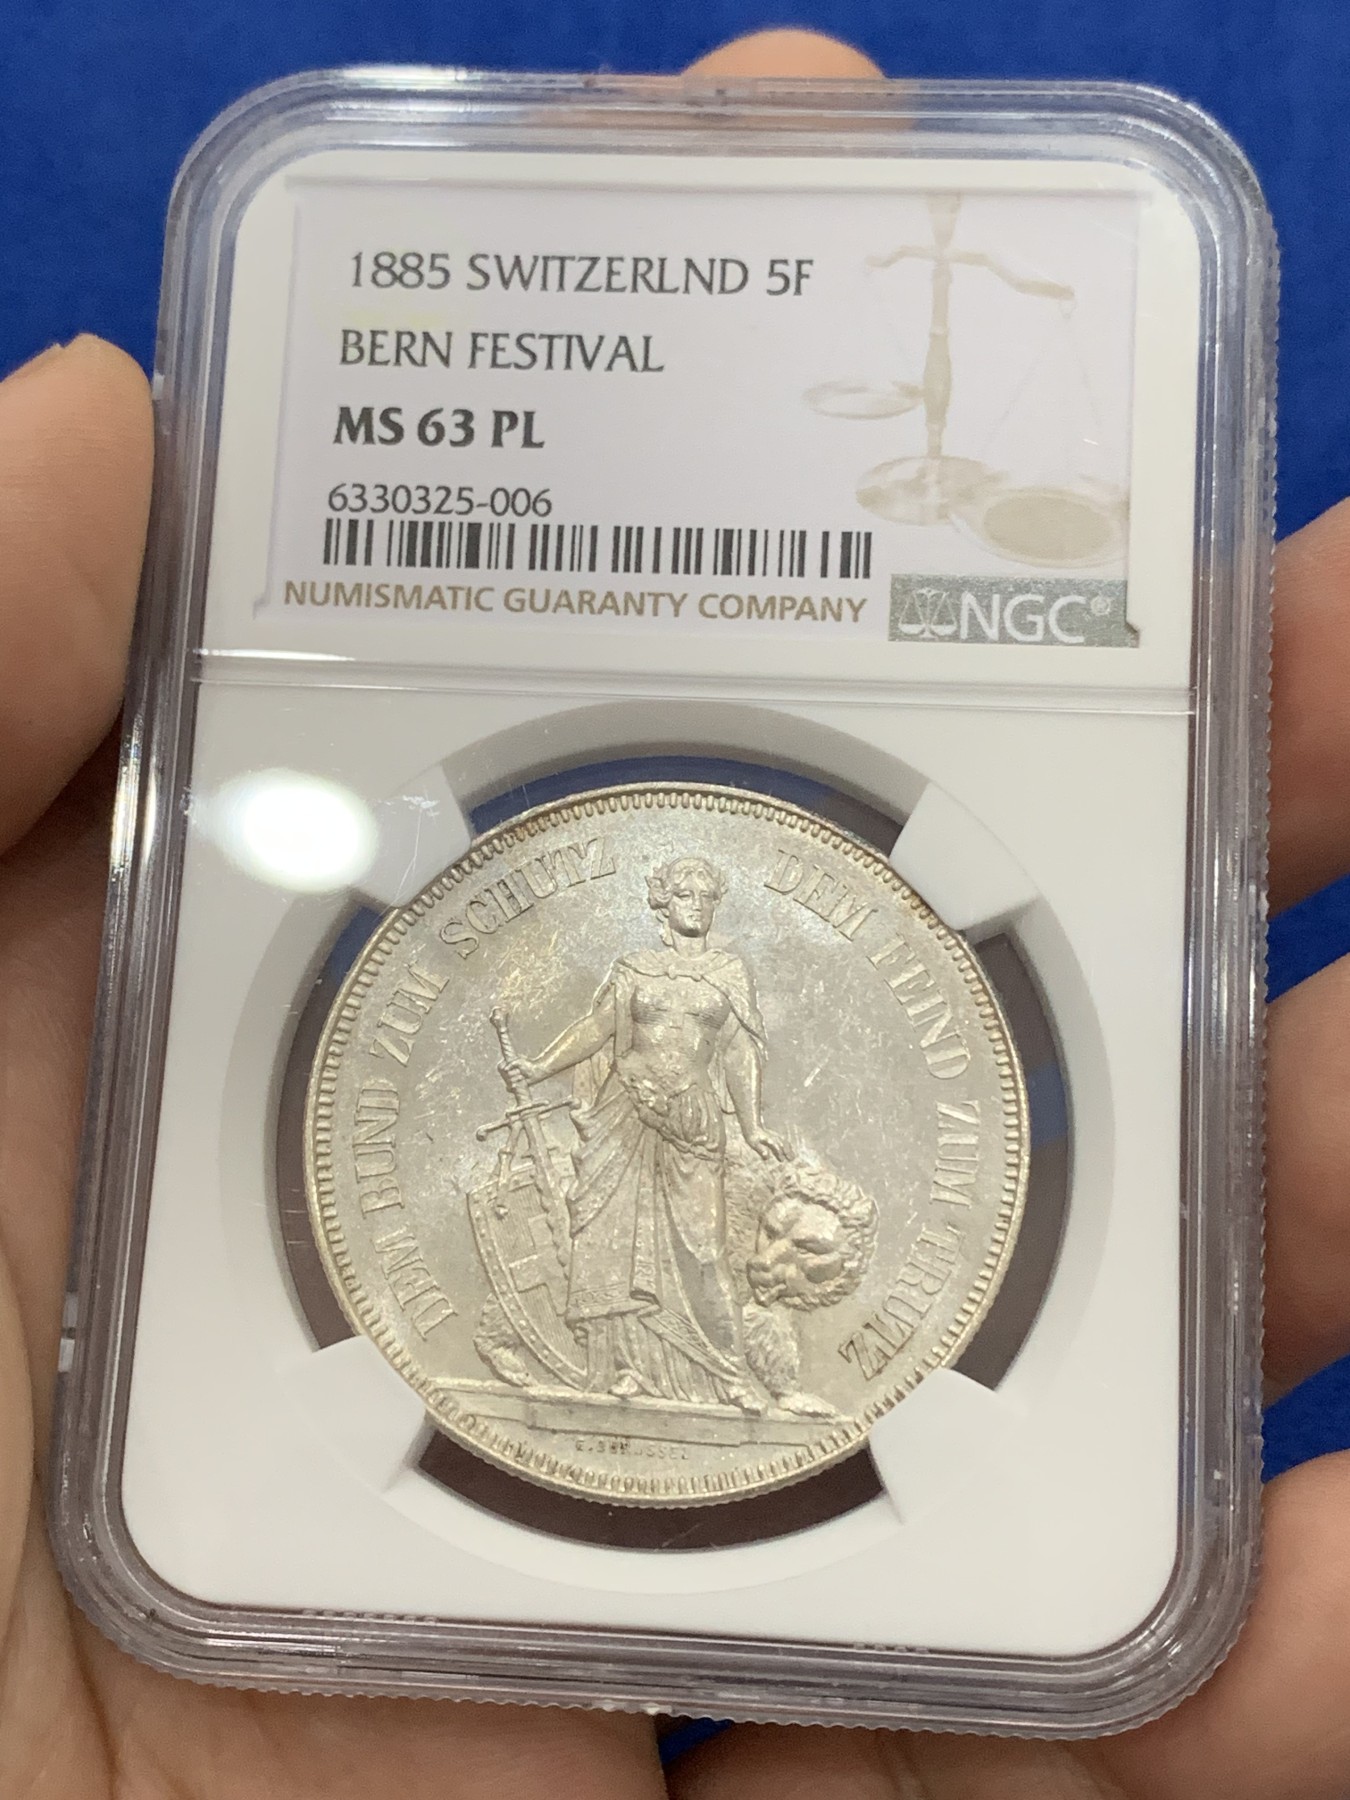 1885 SWITZERLND 5F
BERN FESTIVAL
MS 63 PL
6330325-006
NUMISMATIC GUARANTY COMPANY
NGC®
DEM BUND ZUM SCHUTZ
DEM FEIND ZUM TRUTZ